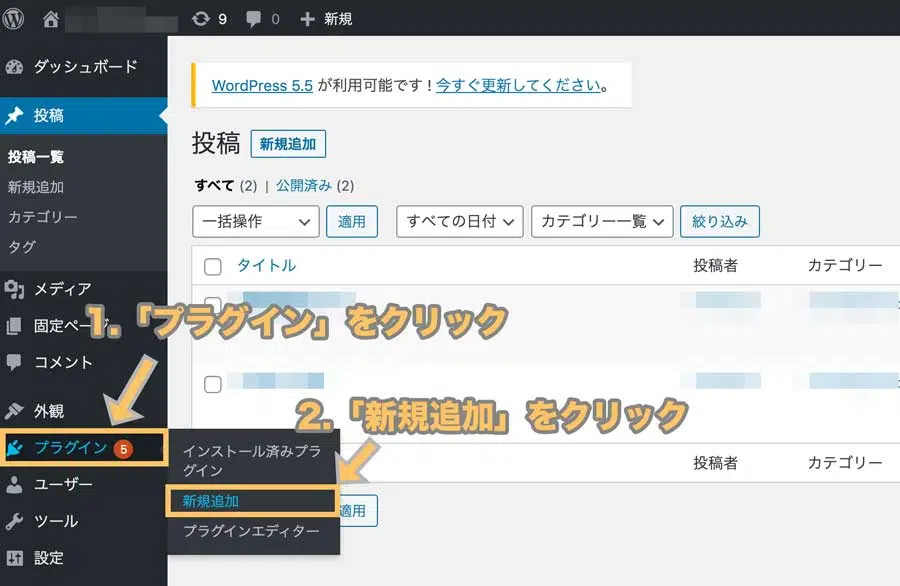 9 0 新規
ダッシュボード
投稿
投稿一覧
新規追加
カテゴリー
タグ
メディア
固定ページ
コメント
外観
プラグイン 5
ユーザー
ツール
設定
WordPress 5.5 が利用可能です ! 今すぐ更新してください。
投稿 新規追加
すべて (2) | 公開済み (2)
一括操作 適用 すべての日付 カテゴリー一覧 絞り込み
タイトル 投稿者 カテゴリー
1.「プラグイン」をクリック
2.「新規追加」をクリック
インストール済みプラ
グイン
新規追加
プラグインエディター
投稿者 カテゴリー
適用